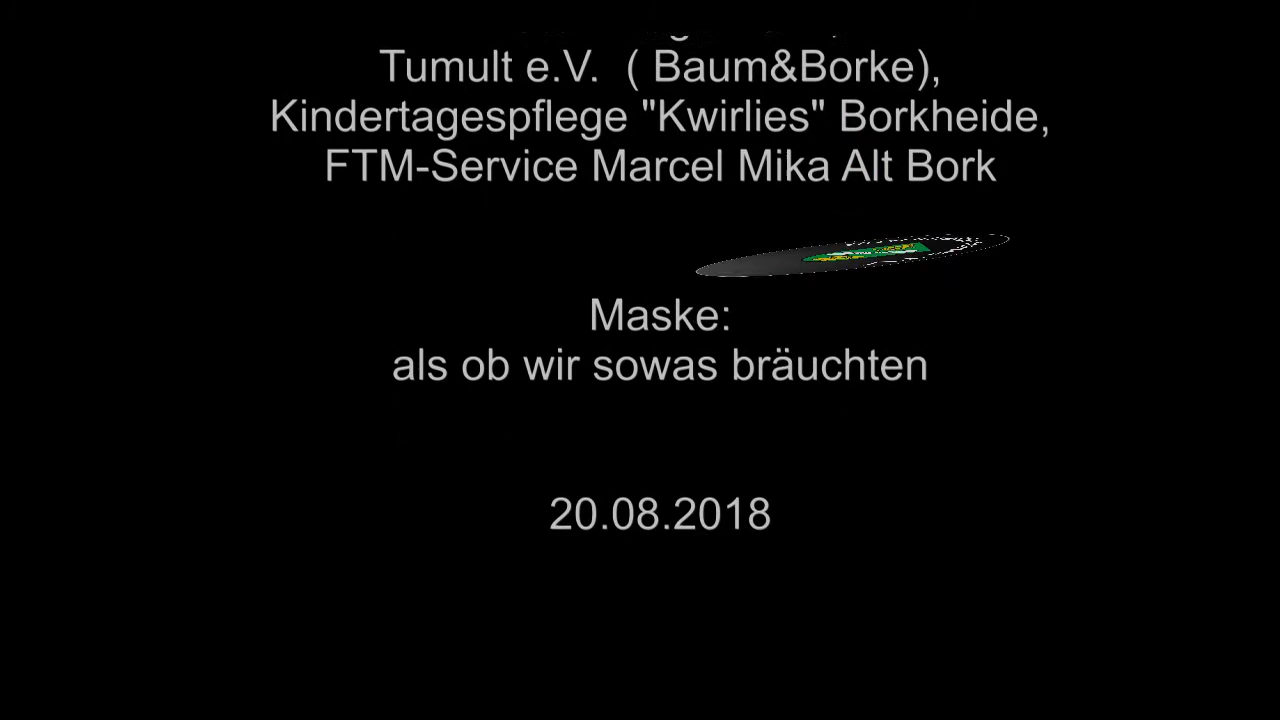 Tumult e.V. ( Baum&Borke),
Kindertagespflege "Kwirlies" Borkheide,
FTM-Service Marcel Mika Alt Bork
Maske:
als ob wir sowas bräuchten
20.08.2018